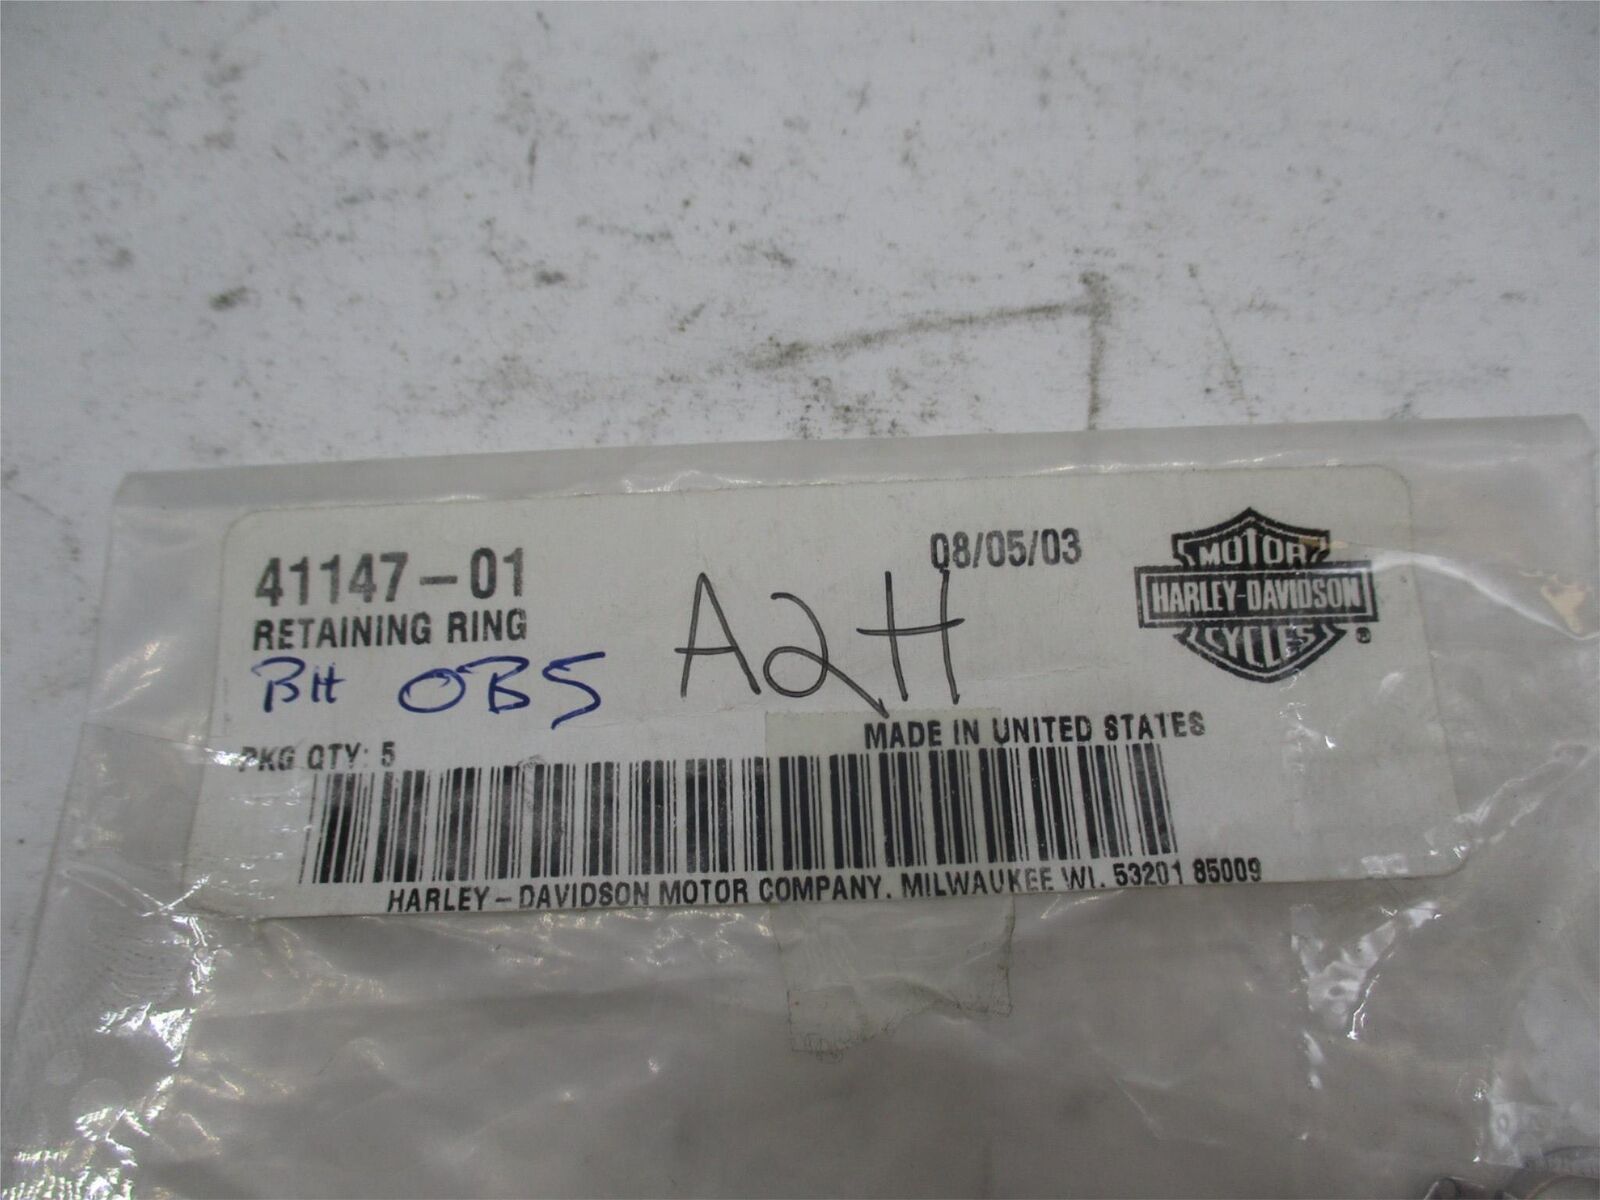 41147-01
08/05/03
RETAINING RING
MOTOR
HARLEY-DAVIDSON
CYCLES
®
BH OBS A2H
MADE IN UNITED STATES
PKG QTY: 5
HARLEY-DAVIDSON MOTOR COMPANY. MILWAUKEE WI. 53201 85009